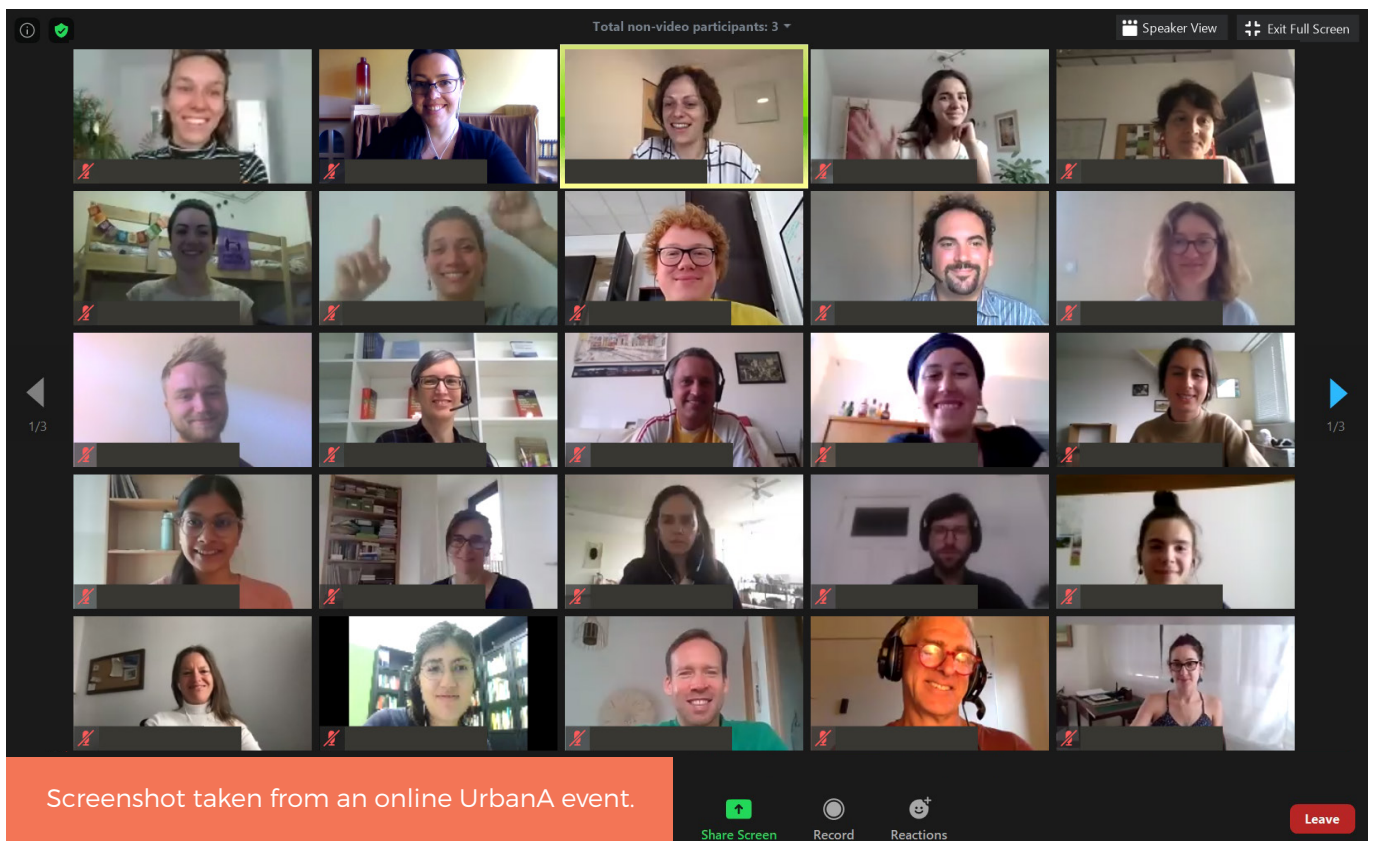 Total non-video participants: 3
Speaker View
Exit Full Screen
1/3
1/3
Screenshot taken from an online UrbanA event.
Share Screen
Record
Reactions
Leave